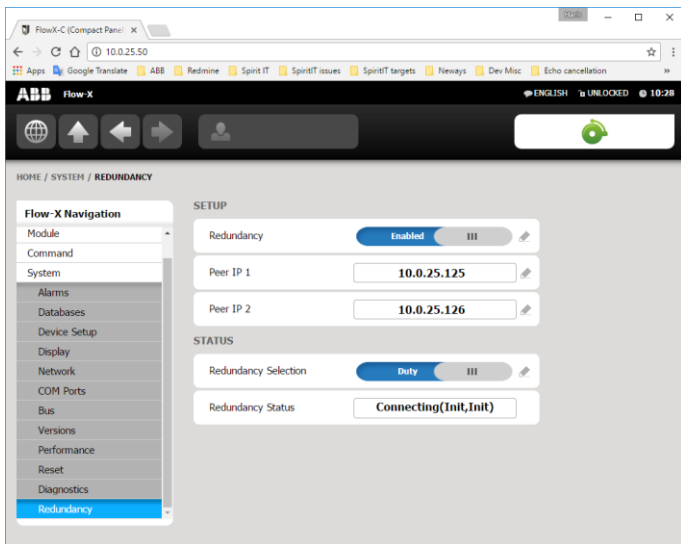 FlowX-C (Compact Panel
10.0.25.50
Apps Google Translate ABB Redmine Spirit IT SpiritIT issues SpiritIT targets Neways Dev Misc Echo cancellation »
ABB Flow-X ENGLISH UNLOCKED 10:28
HOME / SYSTEM / REDUNDANCY
Flow-X Navigation
Module
Command
System
Alarms
Databases
Device Setup
Display
Network
COM Ports
Bus
Versions
Performance
Reset
Diagnostics
Redundancy
SETUP
Redundancy Enabled
Peer IP 1 10.0.25.125
Peer IP 2 10.0.25.126
STATUS
Redundancy Selection Duty
Redundancy Status Connecting(Init,Init)